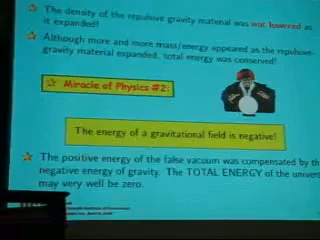 The density of the repulsive gravity material was not lowered as
it expanded!
Although more and more mass/energy appeared as the repulsive-
gravity material expanded, total energy was conserved!
Miracle of Physics #2:
The energy of a gravitational field is negative!
The positive energy of the false vacuum was compensated by th
negative energy of gravity. The TOTAL ENERGY of the univers
may very well be zero.